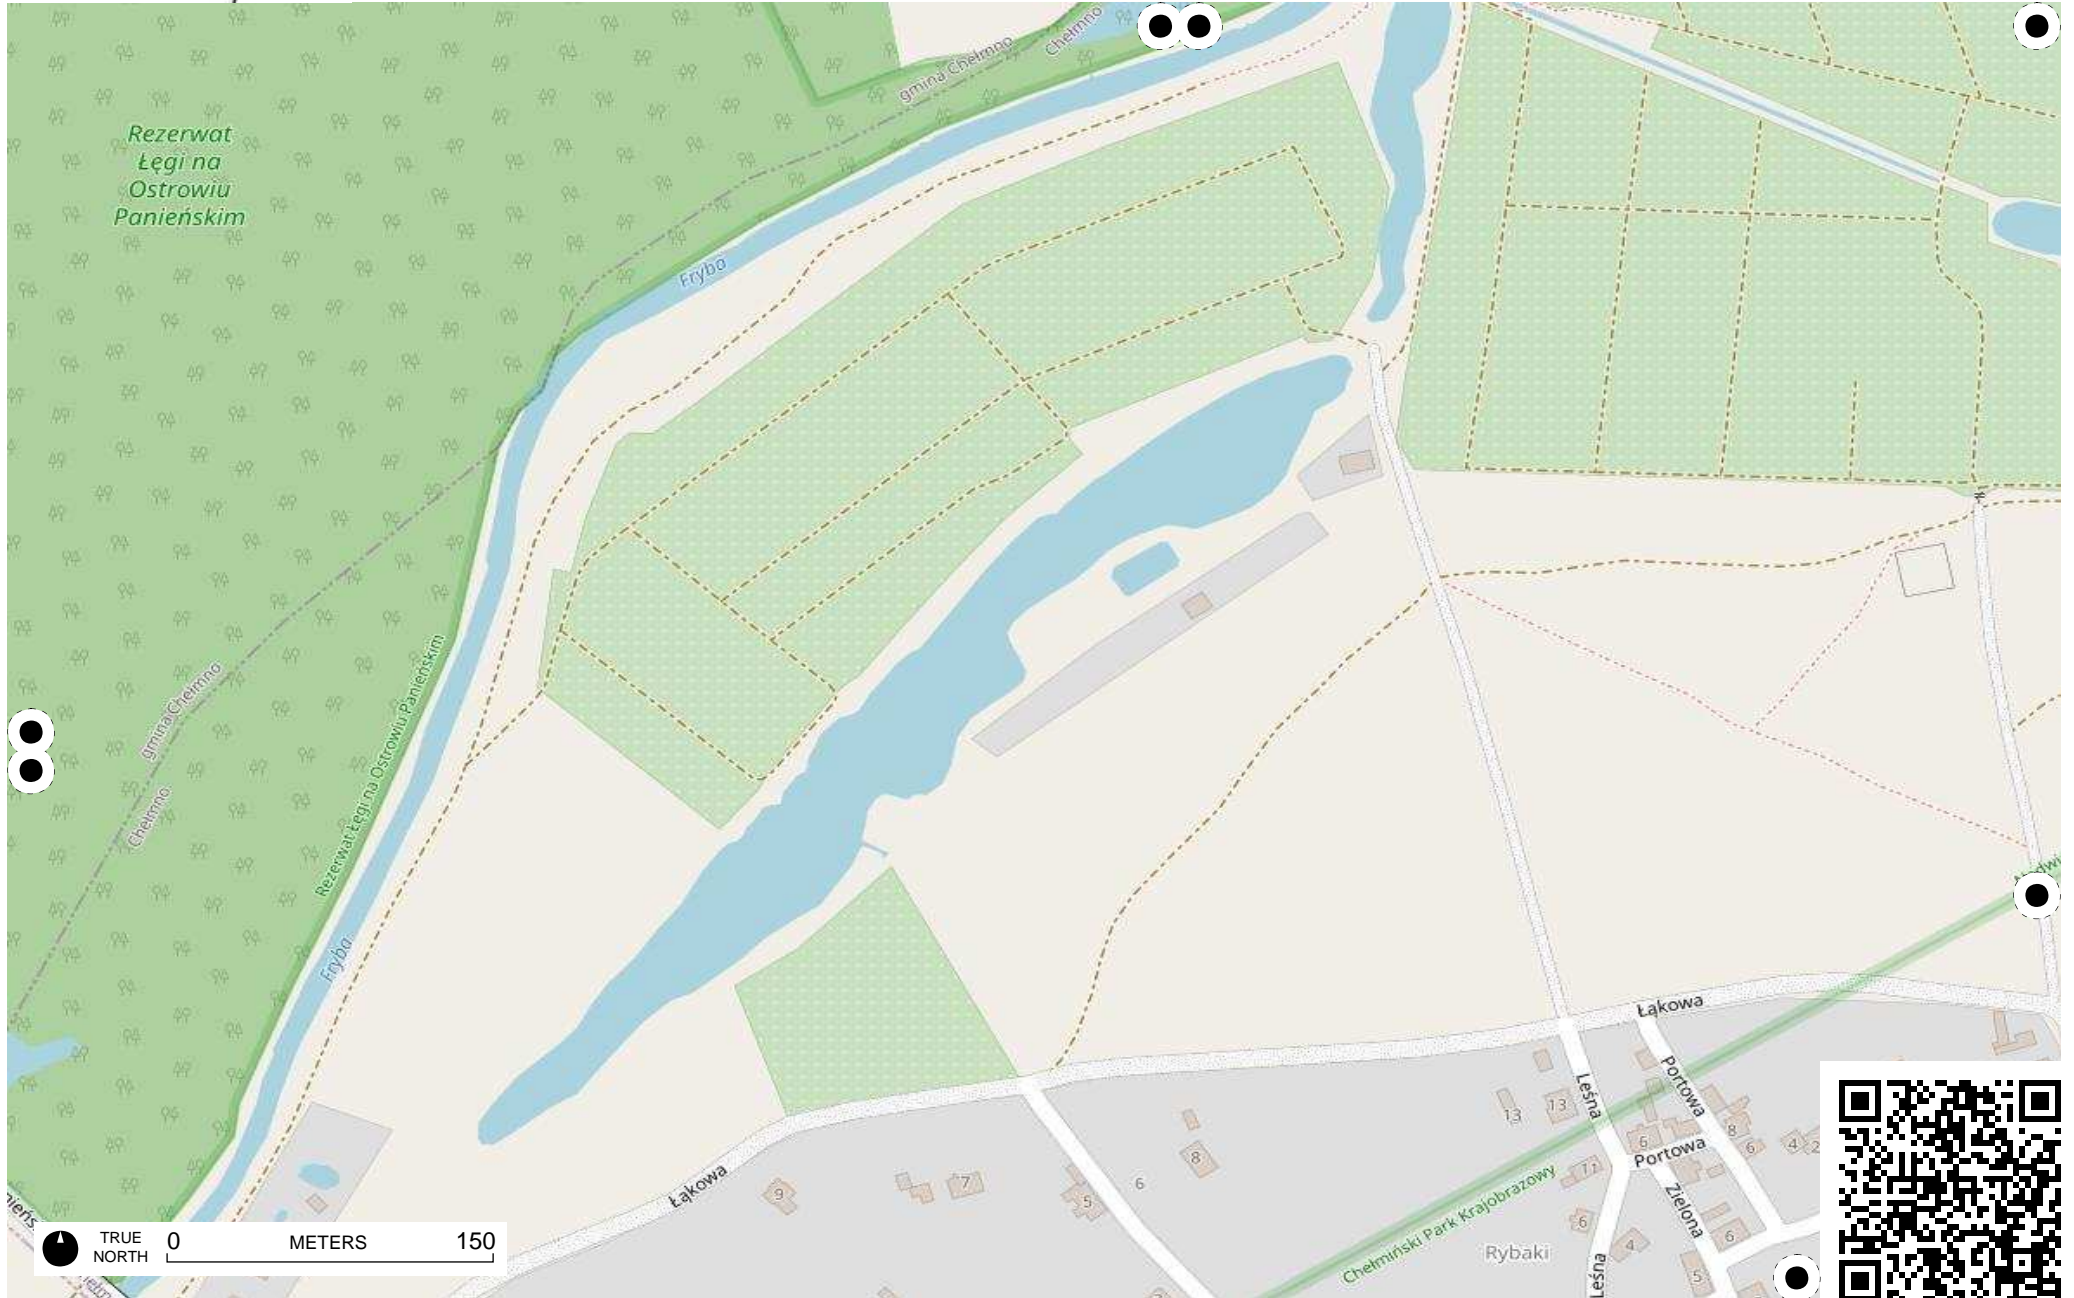 gmina Chełmno
Chełmno
Rezerwat
Łęgi na
Ostrowiu
Panieńskim
Fryba
gmina Chełmno
Chełmno
Rezerwat Łęgi na Ostrowiu Panieńskim
Fryba
Łąkowa
Leśna
Portowa
13
13
6
8
6
4
2
11
Portowa
Zielona
Łąkowa
9
7
5
6
8
Chełmiński Park Krajobrazowy
6
4
6
5
Rybaki
Leśna
TRUE
NORTH
0
METERS
150